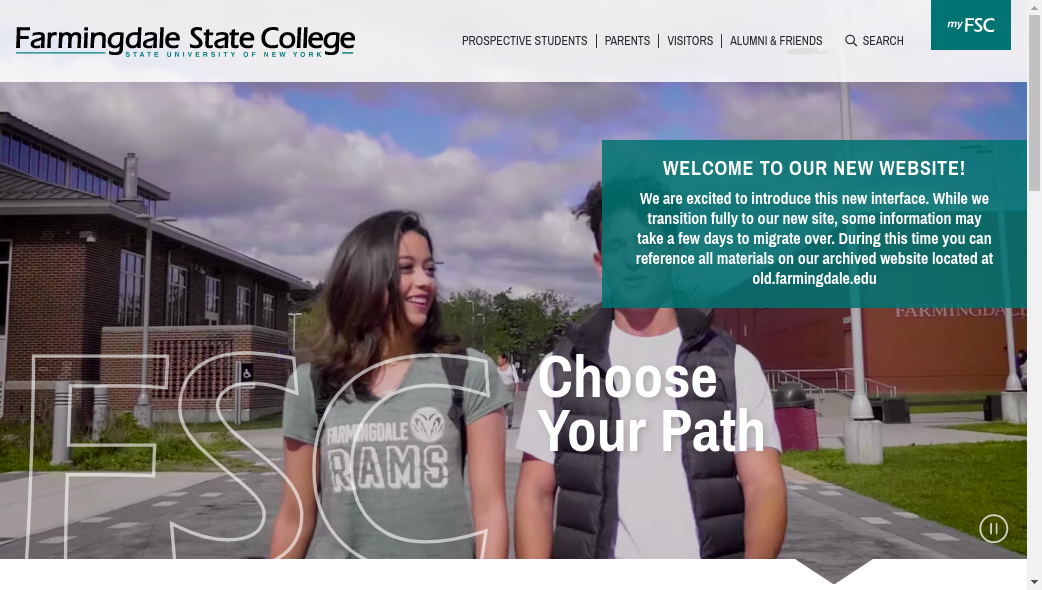 Farmingdale State College
STATE UNIVERSITY OF NEW YORK
PROSPECTIVE STUDENTS
PARENTS
VISITORS
ALUMNI & FRIENDS
SEARCH
myFSC
WELCOME TO OUR NEW WEBSITE!
We are excited to introduce this new interface. While we
transition fully to our new site, some information may
take a few days to migrate over. During this time you can
reference all materials on our archived website located at
old.farmingdale.edu
FARMINGDALE
FSC
Choose
Your Path
FARMINGDALE
RAMS